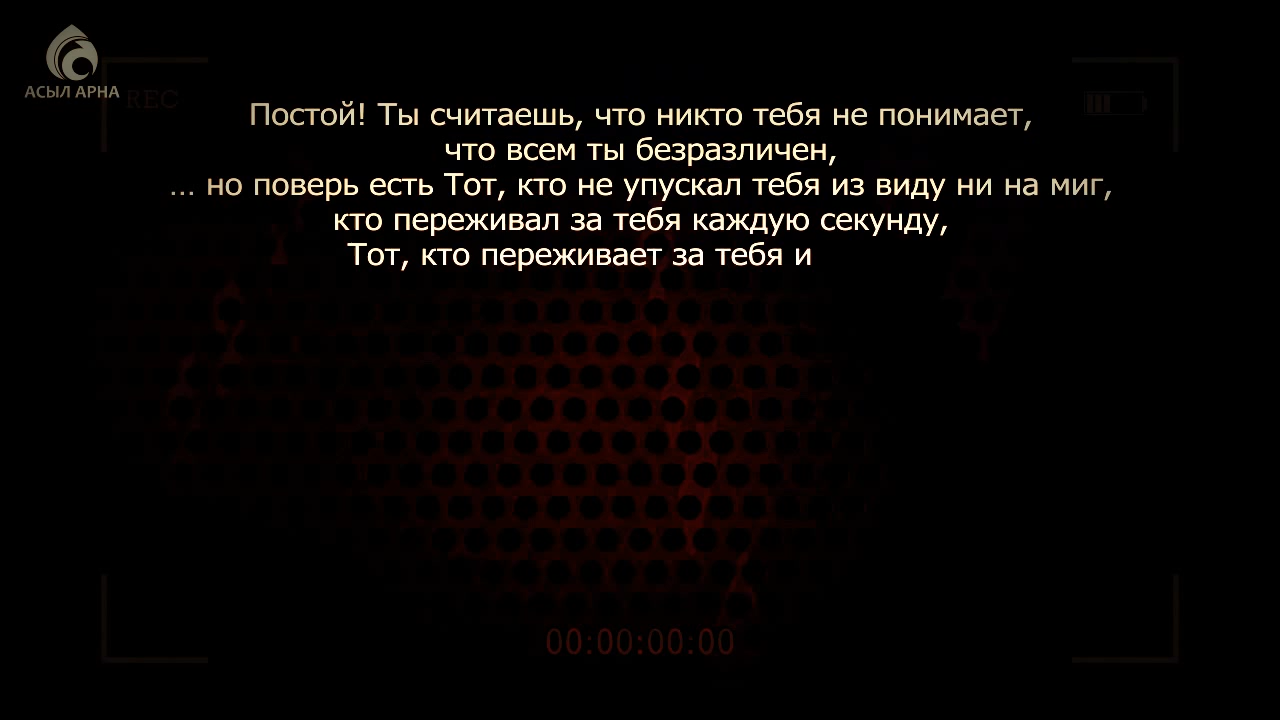 АСЫЛ АРНА
REC
Постой! Ты считаешь, что никто тебя не понимает,
что всем ты безразличен,
... но поверь есть Тот, кто не упускал тебя из виду ни на миг,
кто переживал за тебя каждую секунду,
Тот, кто переживает за тебя и
00:00:00:00